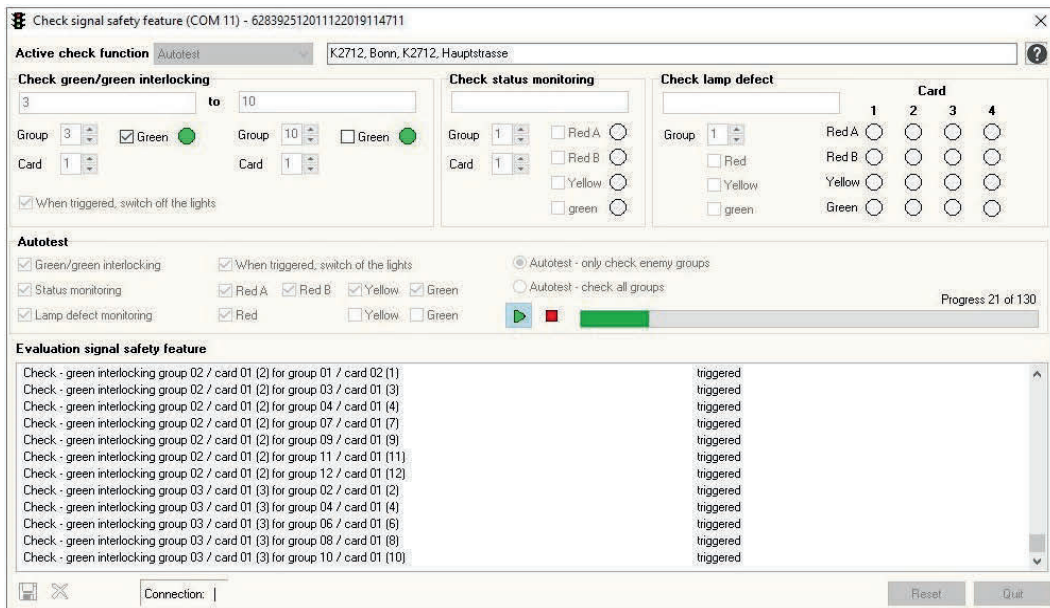 Check signal safety feature (COM 11) - 628392512011122019114711
Active check function Autotest K2712, Bonn, K2712, Hauptstrasse
Check green/green interlocking
3 to 10
Group 3 Green Group 10 Green
Card 1 Card 1
When triggered, switch off the lights
Check status monitoring
Group 1 Red A
Card 1 Red B
Yellow
green
Check lamp defect
Card
1 2 3 4
Group 1 Red A
Red Red B
Yellow Yellow
green Green
Autotest
Green/green interlocking When triggered, switch of the lights Autotest - only check enemy groups
Status monitoring Red A Red B Yellow Green Autotest - check all groups
Lamp defect monitoring Red Yellow Green
Progress 21 of 130
Evaluation signal safety feature
Check - green interlocking group 02 / card 01 (2) for group 01 / card 02 (1) triggered
Check - green interlocking group 02 / card 01 (2) for group 03 / card 01 (3) triggered
Check - green interlocking group 02 / card 01 (2) for group 04 / card 01 (4) triggered
Check - green interlocking group 02 / card 01 (2) for group 07 / card 01 (7) triggered
Check - green interlocking group 02 / card 01 (2) for group 09 / card 01 (9) triggered
Check - green interlocking group 02 / card 01 (2) for group 11 / card 01 (11) triggered
Check - green interlocking group 02 / card 01 (2) for group 12 / card 01 (12) triggered
Check - green interlocking group 03 / card 01 (3) for group 02 / card 01 (2) triggered
Check - green interlocking group 03 / card 01 (3) for group 04 / card 01 (4) triggered
Check - green interlocking group 03 / card 01 (3) for group 06 / card 01 (6) triggered
Check - green interlocking group 03 / card 01 (3) for group 08 / card 01 (8) triggered
Check - green interlocking group 03 / card 01 (3) for group 10 / card 01 (10) triggered
Connection: |
Reset Quit